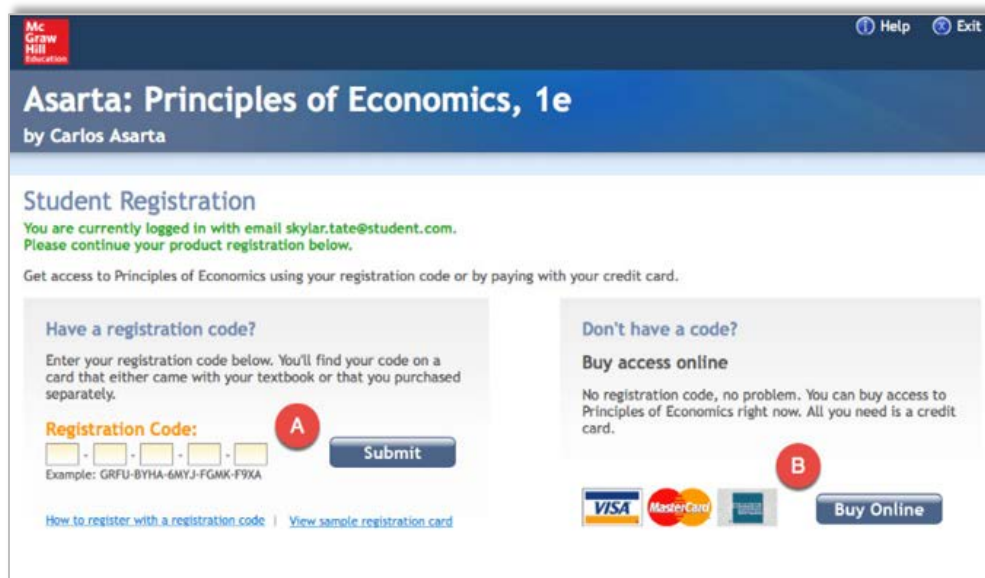 Mc
Graw
Hill
Education
Help Exit
Asarta: Principles of Economics, 1e
by Carlos Asarta
Student Registration
You are currently logged in with email skylar.tate@student.com.
Please continue your product registration below.
Get access to Principles of Economics using your registration code or by paying with your credit card.
Have a registration code?
Enter your registration code below. You'll find your code on a
card that either came with your textbook or that you purchased
separately.
Registration Code:
A
- - - -
Submit
Example: GRFU-BYHA-6MYJ-FGMK-F9XA
How to register with a registration code | View sample registration card
Don't have a code?
Buy access online
No registration code, no problem. You can buy access to
Principles of Economics right now. All you need is a credit
card.
B
VISA MasterCard
Buy Online